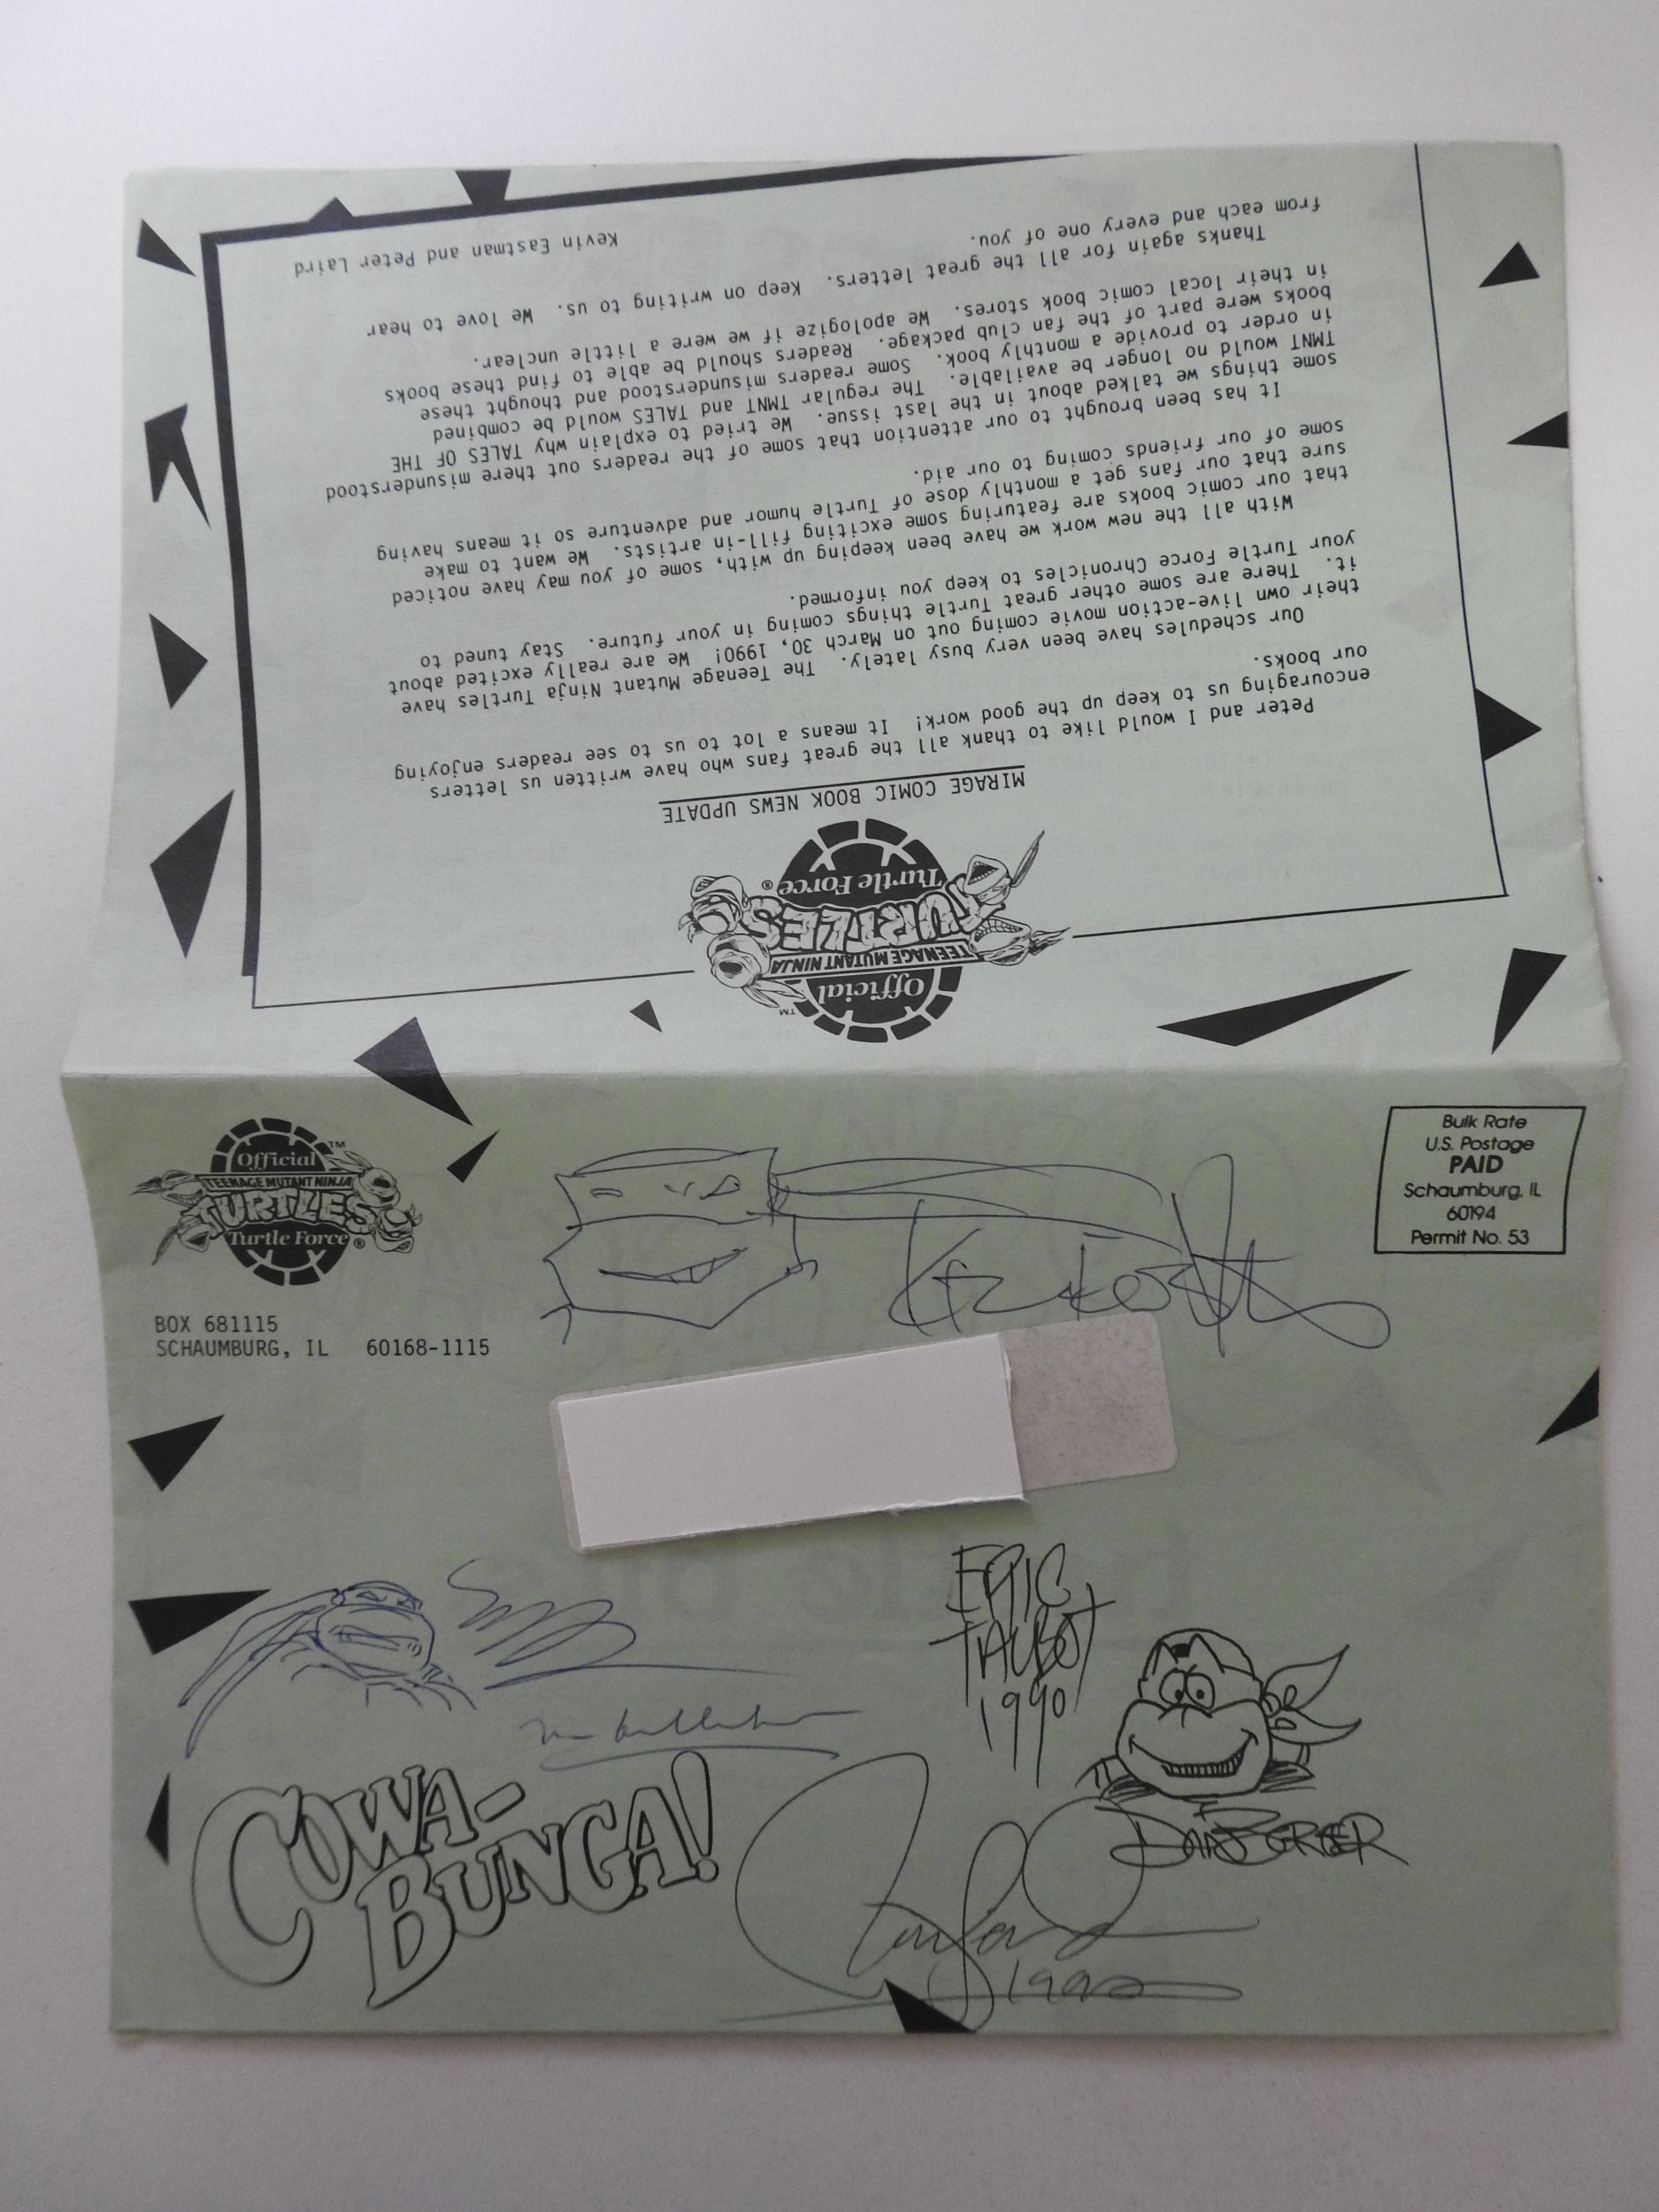 Official
TEENAGE MUTANT NINJA
TURTLES
Turtle Force®
™
MIRAGE COMIC BOOK NEWS UPDATE
Peter and I would like to thank all the great fans who have written us letters
encouraging us to keep up the good work! It means a lot to us to see readers enjoying
our books.
Our schedules have been very busy lately. The Teenage Mutant Ninja Turtles have
their own live-action movie coming out on March 30, 1990! We are really excited about
it. There are some other great Turtle things coming in your future. Stay tuned to
your Turtle Force Chronicles to keep you informed.
With all the new work we have been keeping up with, some of you may have noticed
that our comic books are featuring some exciting fill-in artists. We want to make
sure that our fans get a monthly dose of Turtle humor and adventure so it means having
some of our friends coming to our aid.
It has been brought to our attention that some of the readers out there misunderstood
some things we talked about in the last issue. We tried to explain why TALES OF THE
TMNT would no longer be available. The regular TMNT and TALES would be combined
in order to provide a monthly book. Some readers misunderstood and thought these
books were part of the fan club package. Readers should be able to find these books
in their local comic book stores. We apologize if we were a little unclear.
Thanks again for all the great letters. Keep on writing to us. We love to hear
from each and every one of you.
Kevin Eastman and Peter Laird
Official
™
TEENAGE MUTANT NINJA
TURTLES
Turtle Force®
BOX 681115
SCHAUMBURG, IL 60168-1115
Bulk Rate
U.S. Postage
PAID
Schaumburg, IL
60194
Permit No. 53
EPIC
TALBOT
1990
COWA-
BUNGA!
DAN BERGER
1992